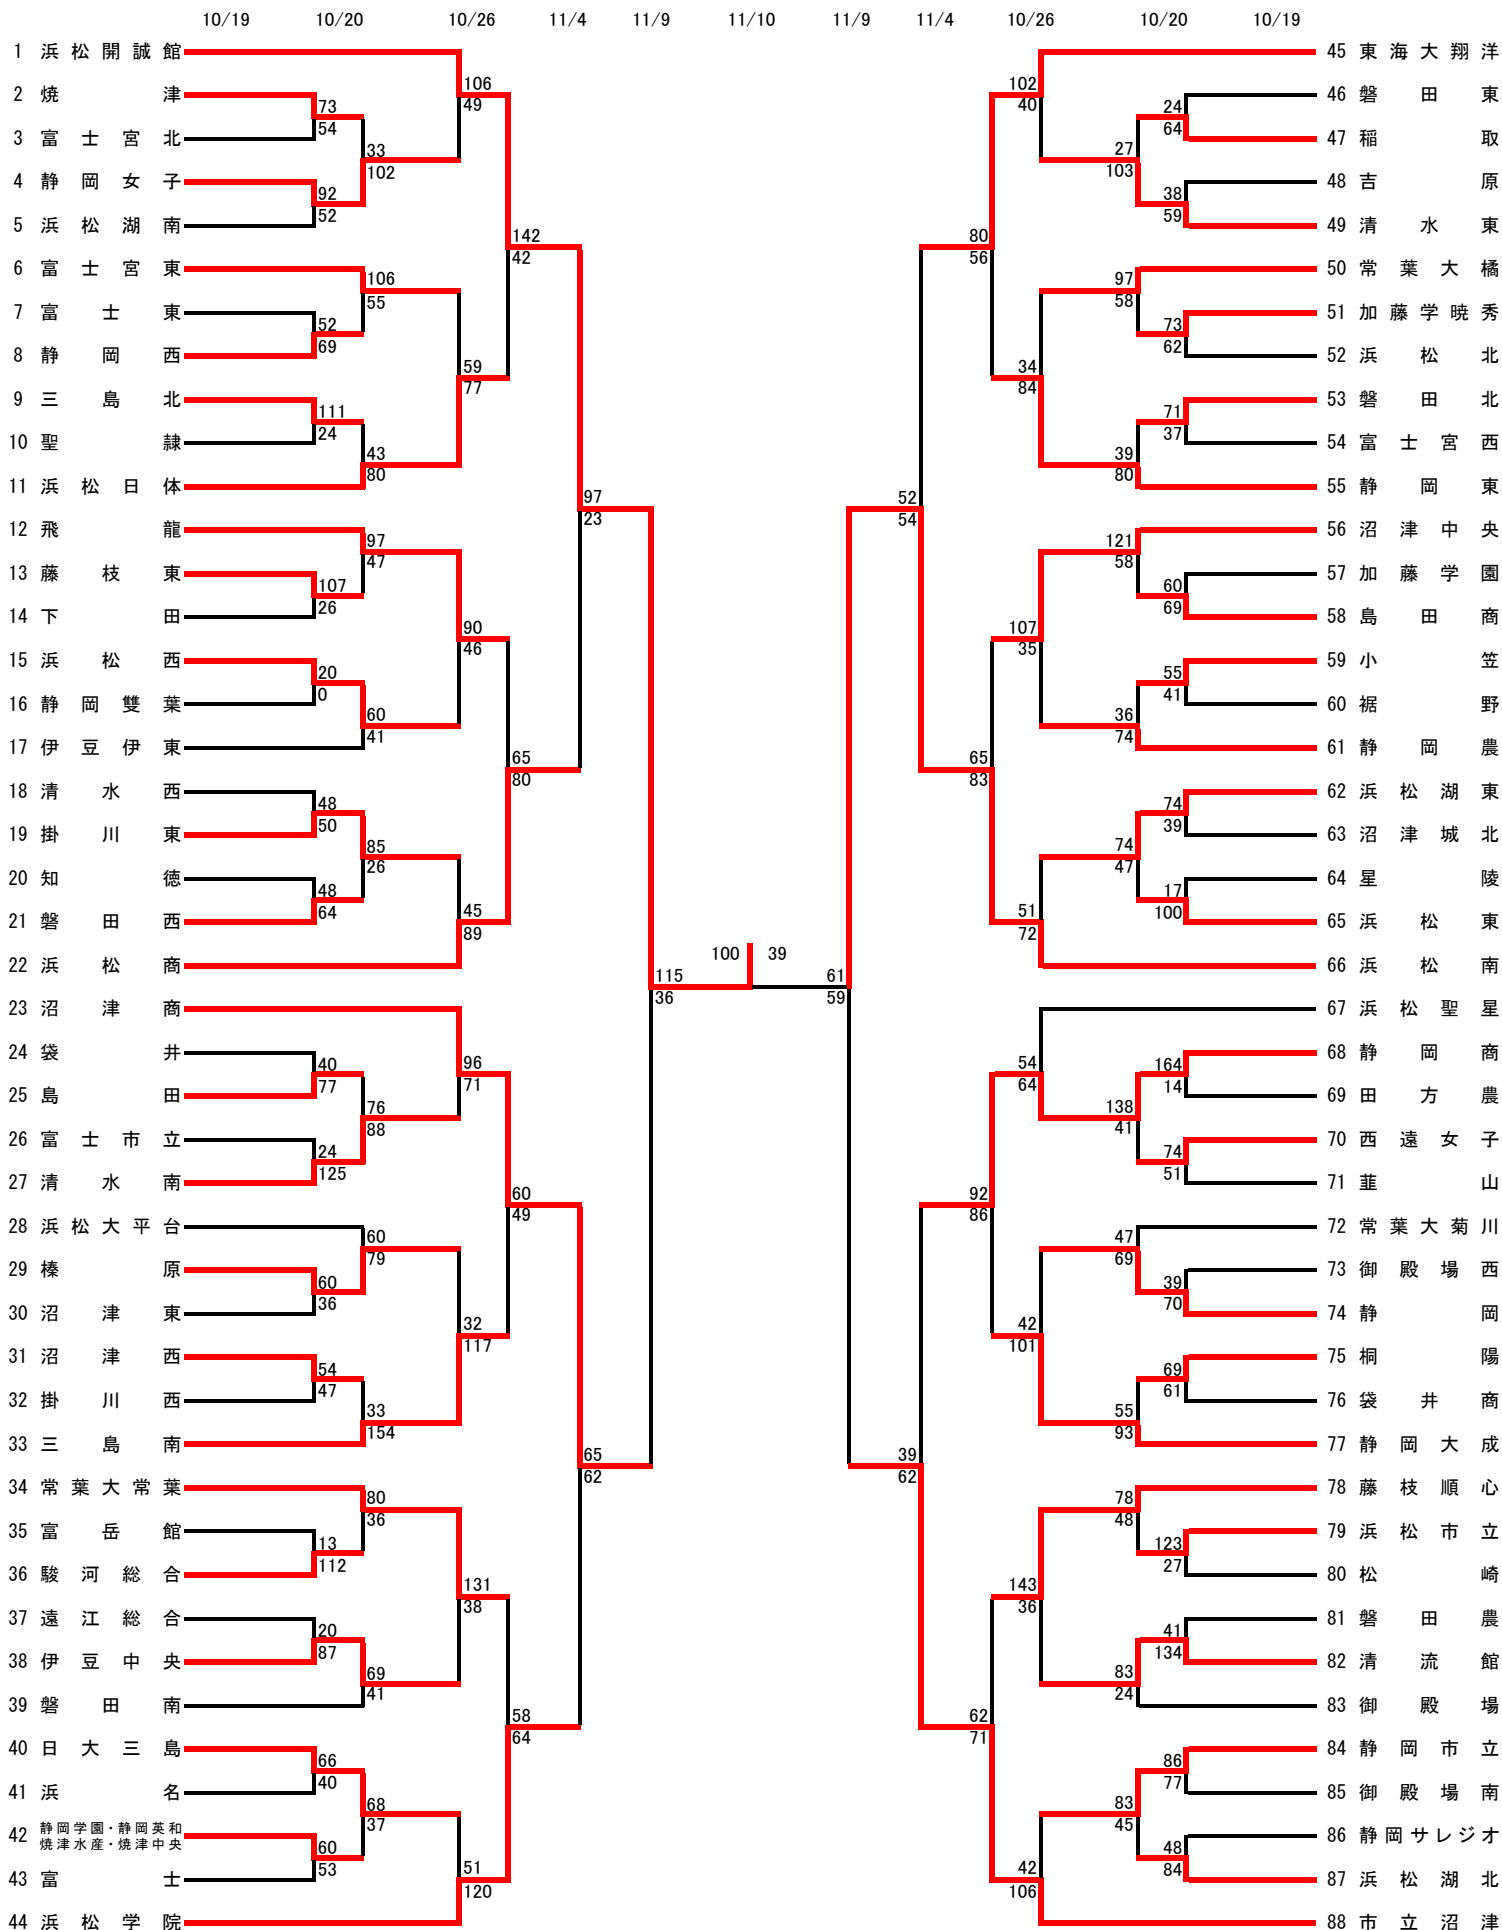 10/19 10/20 10/26 11/4 11/9 11/10 11/9 11/4 10/26 10/20 10/19
1 浜松開誠館
2 焼津
3 富士宮北
4 静岡女子
5 浜松湖南
6 富士宮東
7 富士東
8 静岡西
9 三島北
10 聖隷
11 浜松日体
12 飛龍
13 藤枝東
14 下田
15 浜松西
16 静岡雙葉
17 伊豆伊東
18 清水西
19 掛川東
20 知徳
21 磐田西
22 浜松商
23 沼津商
24 袋井
25 島田
26 富士市立
27 清水南
28 浜松大平台
29 榛原
30 沼津東
31 沼津西
32 掛川西
33 三島南
34 常葉大常葉
35 富岳館
36 駿河総合
37 遠江総合
38 伊豆中央
39 磐田南
40 日大三島
41 浜名
42 静岡学園・静岡英和
焼津水産・焼津中央
43 富士
44 浜松学院
73
54
92
52
52
69
111
24
107
26
20
0
48
50
48
64
40
77
24
125
60
36
54
47
13
112
20
87
66
40
60
53
33
102
106
55
43
80
97
47
60
41
85
26
76
88
60
79
33
154
80
36
69
41
68
37
106
49
59
77
90
46
45
89
96
71
32
117
131
38
51
120
142
42
65
80
60
49
58
64
97
23
65
62
115
36
100 39
61
59
52
54
39
62
80
56
65
83
92
86
62
71
102
40
34
84
107
35
51
72
54
64
42
101
143
36
42
106
27
103
97
58
39
80
121
58
36
74
74
47
138
41
47
69
55
93
78
48
83
24
83
45
24
64
38
59
73
62
71
37
60
69
55
41
74
39
17
100
164
14
74
51
39
70
69
61
123
27
41
134
86
77
48
84
45 東海大翔洋
46 磐田東
47 稲取
48 吉原
49 清水東
50 常葉大橘
51 加藤学暁秀
52 浜松北
53 磐田北
54 富士宮西
55 静岡東
56 沼津中央
57 加藤学園
58 島田商
59 小笠
60 裾野
61 静岡農
62 浜松湖東
63 沼津城北
64 星陵
65 浜松東
66 浜松南
67 浜松聖星
68 静岡商
69 田方農
70 西遠女子
71 韮山
72 常葉大菊川
73 御殿場西
74 静岡
75 桐陽
76 袋井商
77 静岡大成
78 藤枝順心
79 浜松市立
80 松崎
81 磐田農
82 清流館
83 御殿場
84 静岡市立
85 御殿場南
86 静岡サレジオ
87 浜松湖北
88 市立沼津